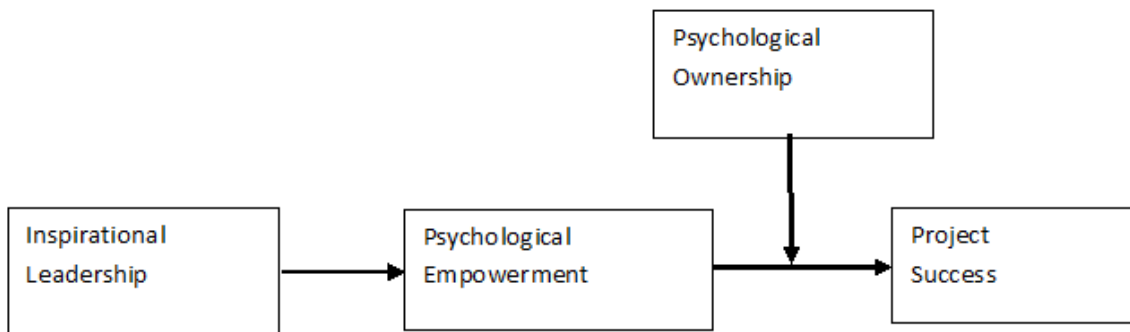 Psychological
Ownership
Inspirational
Leadership
Psychological
Empowerment
Project
Success